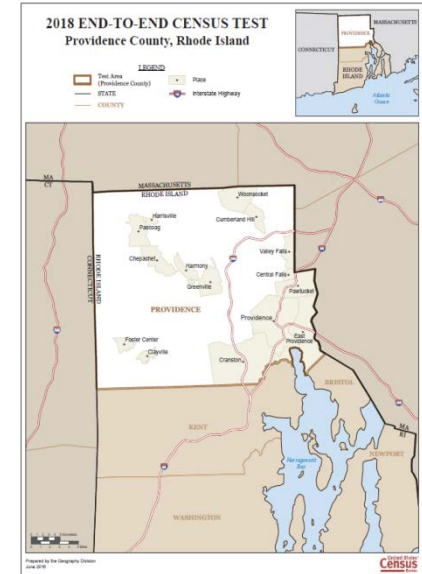 2018 END-TO-END CENSUS TEST
Providence County, Rhode Island
LEGEND
Test Area
(Providence County)
STATE
COUNTY
Place
Interstate Highway
MASSACHUSETTS
PROVIDENCE
CONNECTICUT
RHODE
ISLAND
Atlantic
Ocean
MA
CT
MASSACHUSETTS
RHODE ISLAND
Woonsocket
Cumberland Hill
Harrisville
Pascoag
RHODE ISLAND
CONNECTICUT
Chepachet
Harmony
Greenville
Valley Falls
Central Falls
Pawtucket
PROVIDENCE
Providence
East
Providence
Foster Center
Clayville
Cranston
BRISTOL
KENT
MA
RI
Narragansett
Bay
NEWPORT
WASHINGTON
Prepared by the Geography Division
June 2016
United States
Census
Bureau